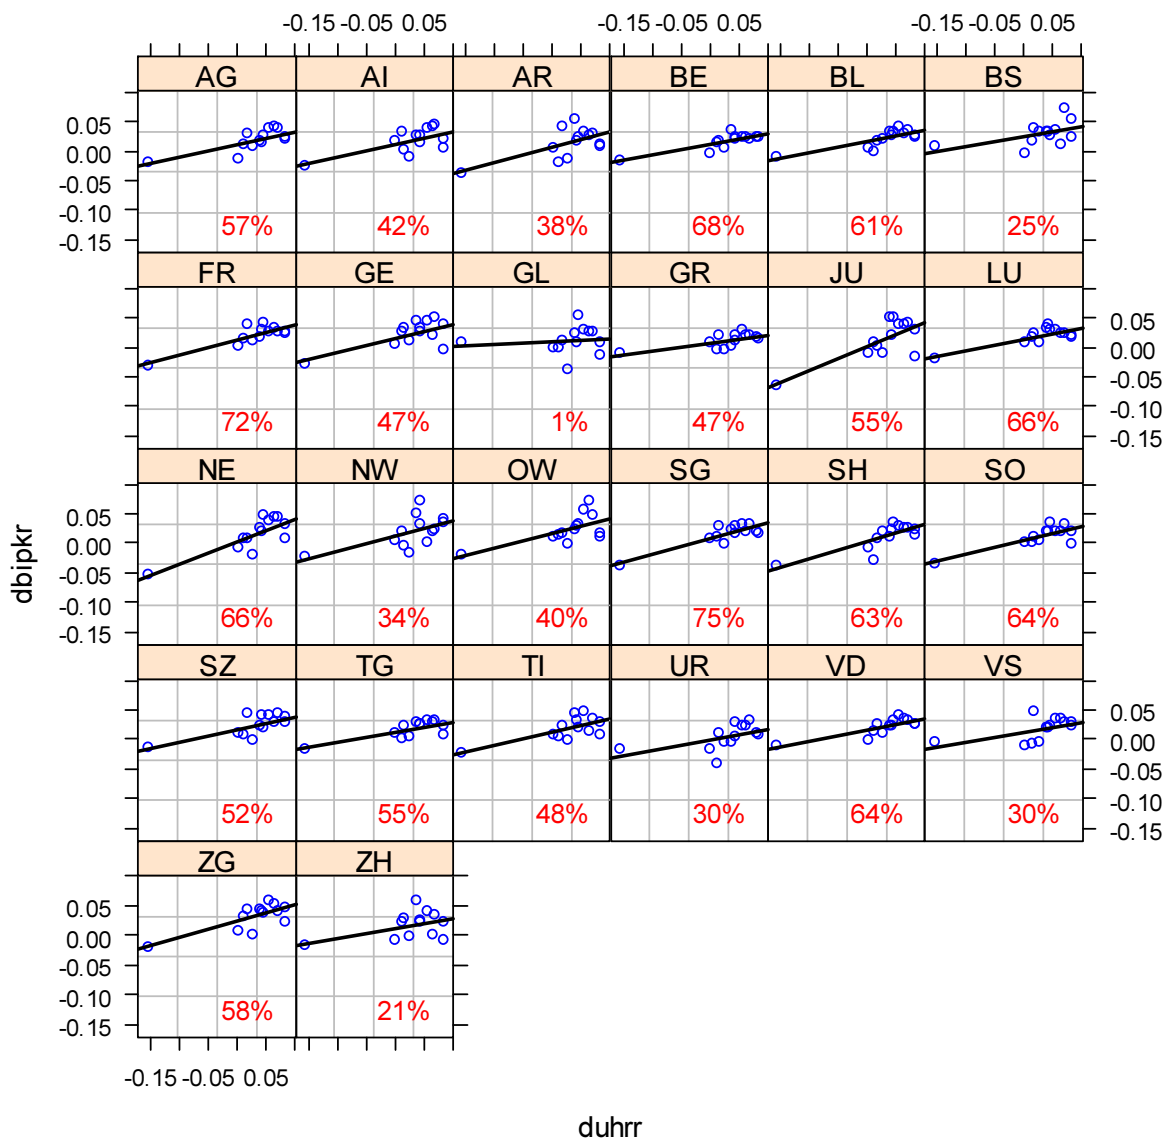 -0.15 -0.05 0.05 -0.15 -0.05 0.05 -0.15 -0.05 0.05
AG AI AR BE BL BS
0.05
0.00
-0.05
-0.10
-0.15
57% 42% 38% 68% 61% 25%
FR GE GL GR JU LU
0.05
0.00
-0.05
-0.10
-0.15
72% 47% 1% 47% 55% 66%
NE NW OW SG SH SO
0.05
0.00
-0.05
-0.10
-0.15
66% 34% 40% 75% 63% 64%
SZ TG TI UR VD VS
0.05
0.00
-0.05
-0.10
-0.15
52% 55% 48% 30% 64% 30%
ZG ZH
0.05
0.00
-0.05
-0.10
-0.15
58% 21%
-0.15 -0.05 0.05
dbipkr
duhrr